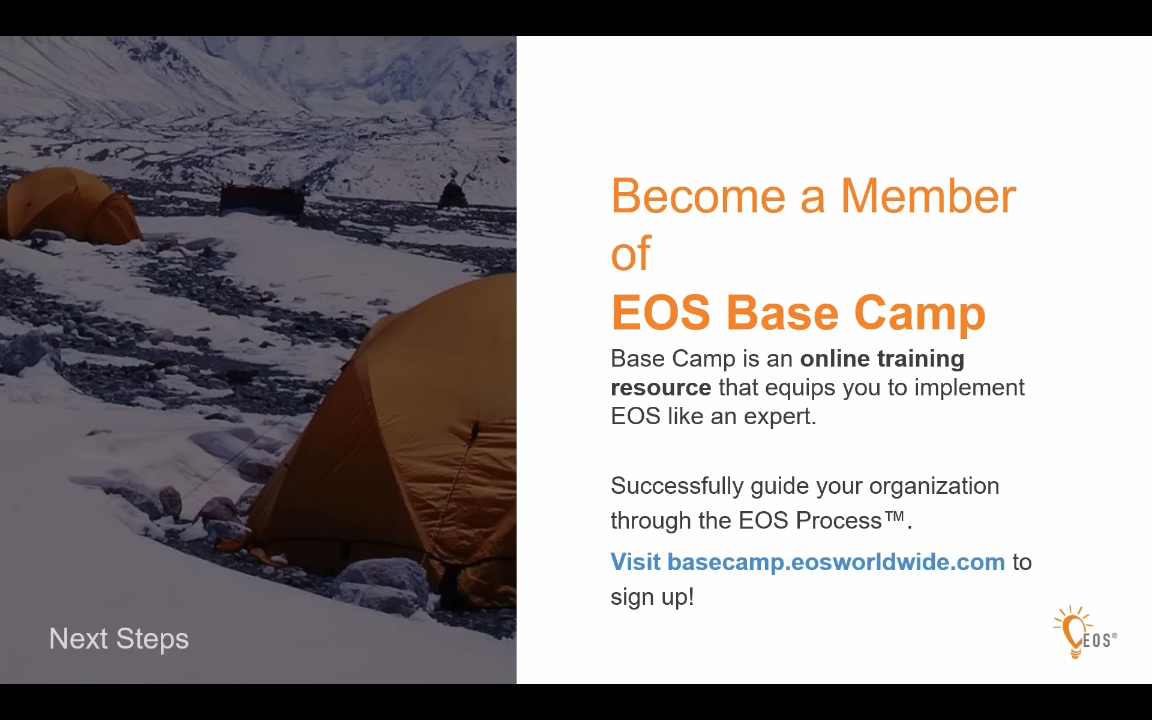 Become a Member
of
EOS Base Camp
Base Camp is an online training
resource that equips you to implement
EOS like an expert.
Successfully guide your organization
through the EOS Process™.
Visit basecamp.eosworldwide.com to
sign up!
Next Steps
EOS®